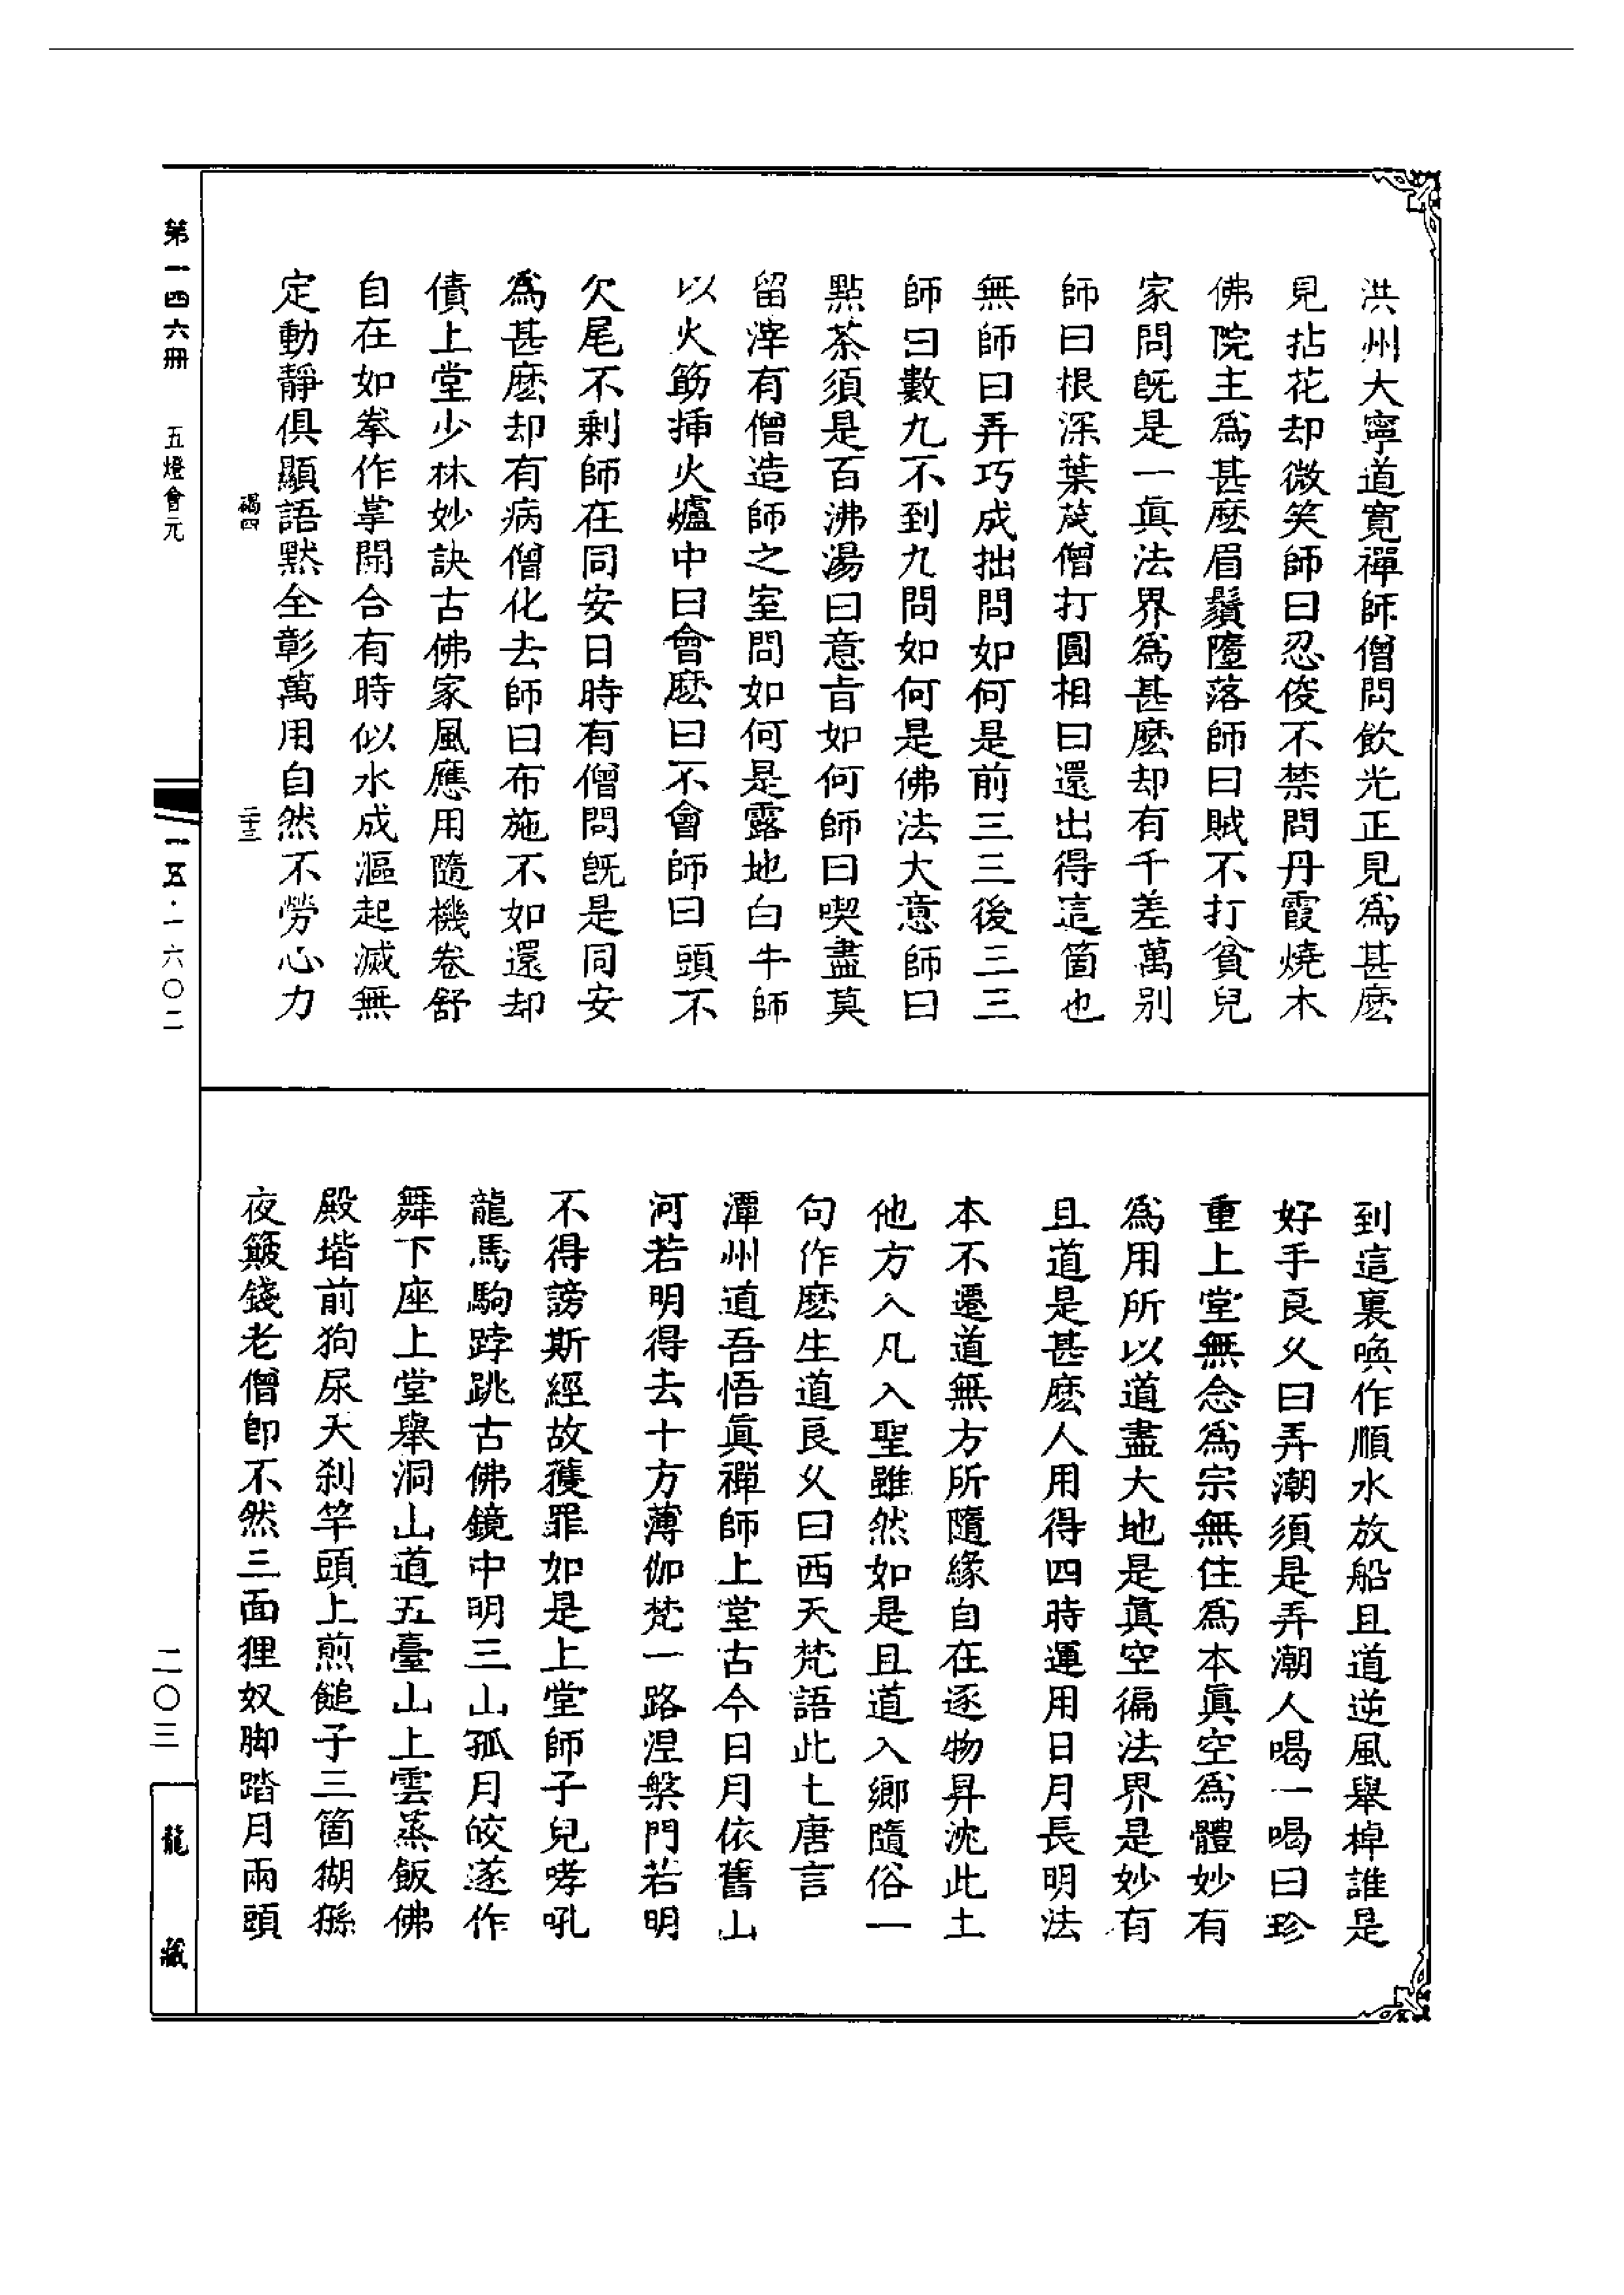 洪州大寧道寬禪師僧問飲光正見爲甚麽
見拈花却微笑師曰忍俊不禁問丹霞燒木
佛院主爲甚麽眉鬚墮落師曰賊不打貧兒
家問旣是一眞法界爲甚麽却有千差萬別
師曰根深葉茂僧打圓相曰還出得這箇也
無師曰弄巧成拙問如何是前三三後三三
師曰數九不到九問如何是佛法大意師曰
點茶須是百沸湯曰意旨如何師曰喫盡莫
留滓有僧造師之室問如何是露地白牛師
以火筯揷火爐中曰會麽曰不會師曰頭不
欠尾不剩師在同安日時有僧問旣是同安
爲甚麽却有病僧化去師曰布施不如還却
債上堂少林妙訣古佛家風應用隨機卷舒
自在如拳作掌開合有時似水成漚起滅無
定動靜俱顯語默全彰萬用自然不勞心力
到這裏喚作順水放船且道逆風舉棹誰是
好手良久曰弄潮須是弄潮人喝一喝曰珍
重上堂無念爲宗無住爲本眞空爲體妙有
爲用所以道盡大地是眞空徧法界是妙有
且道是甚麽人用得四時運用日月長明法
本不遷道無方所隨緣自在逐物昇沈此土
他方入凡入聖雖然如是且道入鄉隨俗一
句作麽生道良久曰西天梵語此土唐言
潭州道吾悟眞禪師上堂古今日月依舊山
河若明得去十方薄伽梵一路涅槃門若明
不得謗斯經故獲罪如是上堂師子兒哮吼
龍馬駒䟦跳古佛鏡中明三山孤月皎遂作
舞下座上堂舉洞山道五臺山上雲蒸飯佛
殿堦前狗尿天刹竿頭上煎䭔子三箇猢猻
夜簸錢老僧卽不然三面狸奴脚踏月兩頭
第一四六冊
五燈會元
二十三
一五·一六〇二
二〇三
龍藏